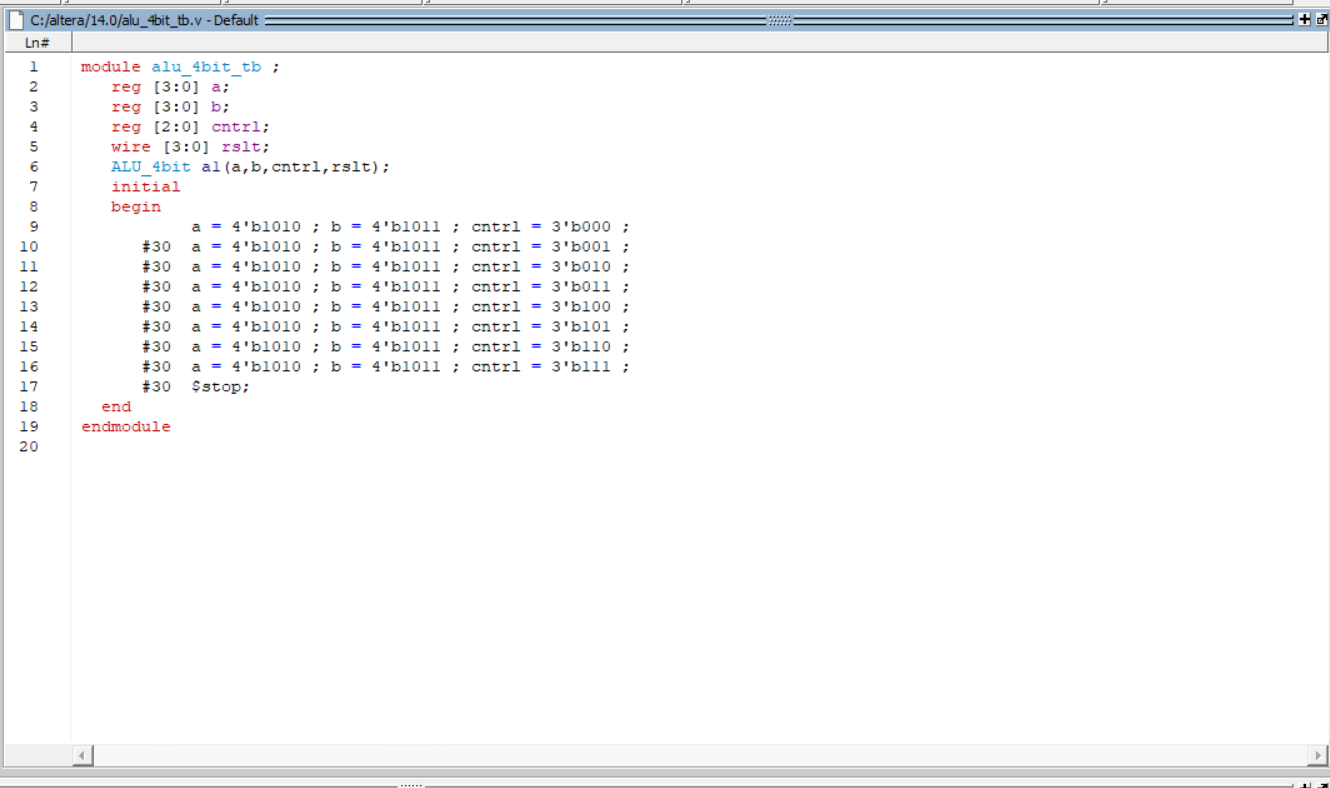 C:/altera/14.0/alu_4bit_tb.v - Default
Ln#
1 module alu_4bit_tb ;
2 reg [3:0] a;
3 reg [3:0] b;
4 reg [2:0] cntrl;
5 wire [3:0] rslt;
6 ALU_4bit al(a,b,cntrl,rslt);
7 initial
8 begin
9 a = 4'b1010 ; b = 4'b1011 ; cntrl = 3'b000 ;
10 #30 a = 4'b1010 ; b = 4'b1011 ; cntrl = 3'b001 ;
11 #30 a = 4'b1010 ; b = 4'b1011 ; cntrl = 3'b010 ;
12 #30 a = 4'b1010 ; b = 4'b1011 ; cntrl = 3'b011 ;
13 #30 a = 4'b1010 ; b = 4'b1011 ; cntrl = 3'b100 ;
14 #30 a = 4'b1010 ; b = 4'b1011 ; cntrl = 3'b101 ;
15 #30 a = 4'b1010 ; b = 4'b1011 ; cntrl = 3'b110 ;
16 #30 a = 4'b1010 ; b = 4'b1011 ; cntrl = 3'b111 ;
17 #30 $stop;
18 end
19 endmodule
20